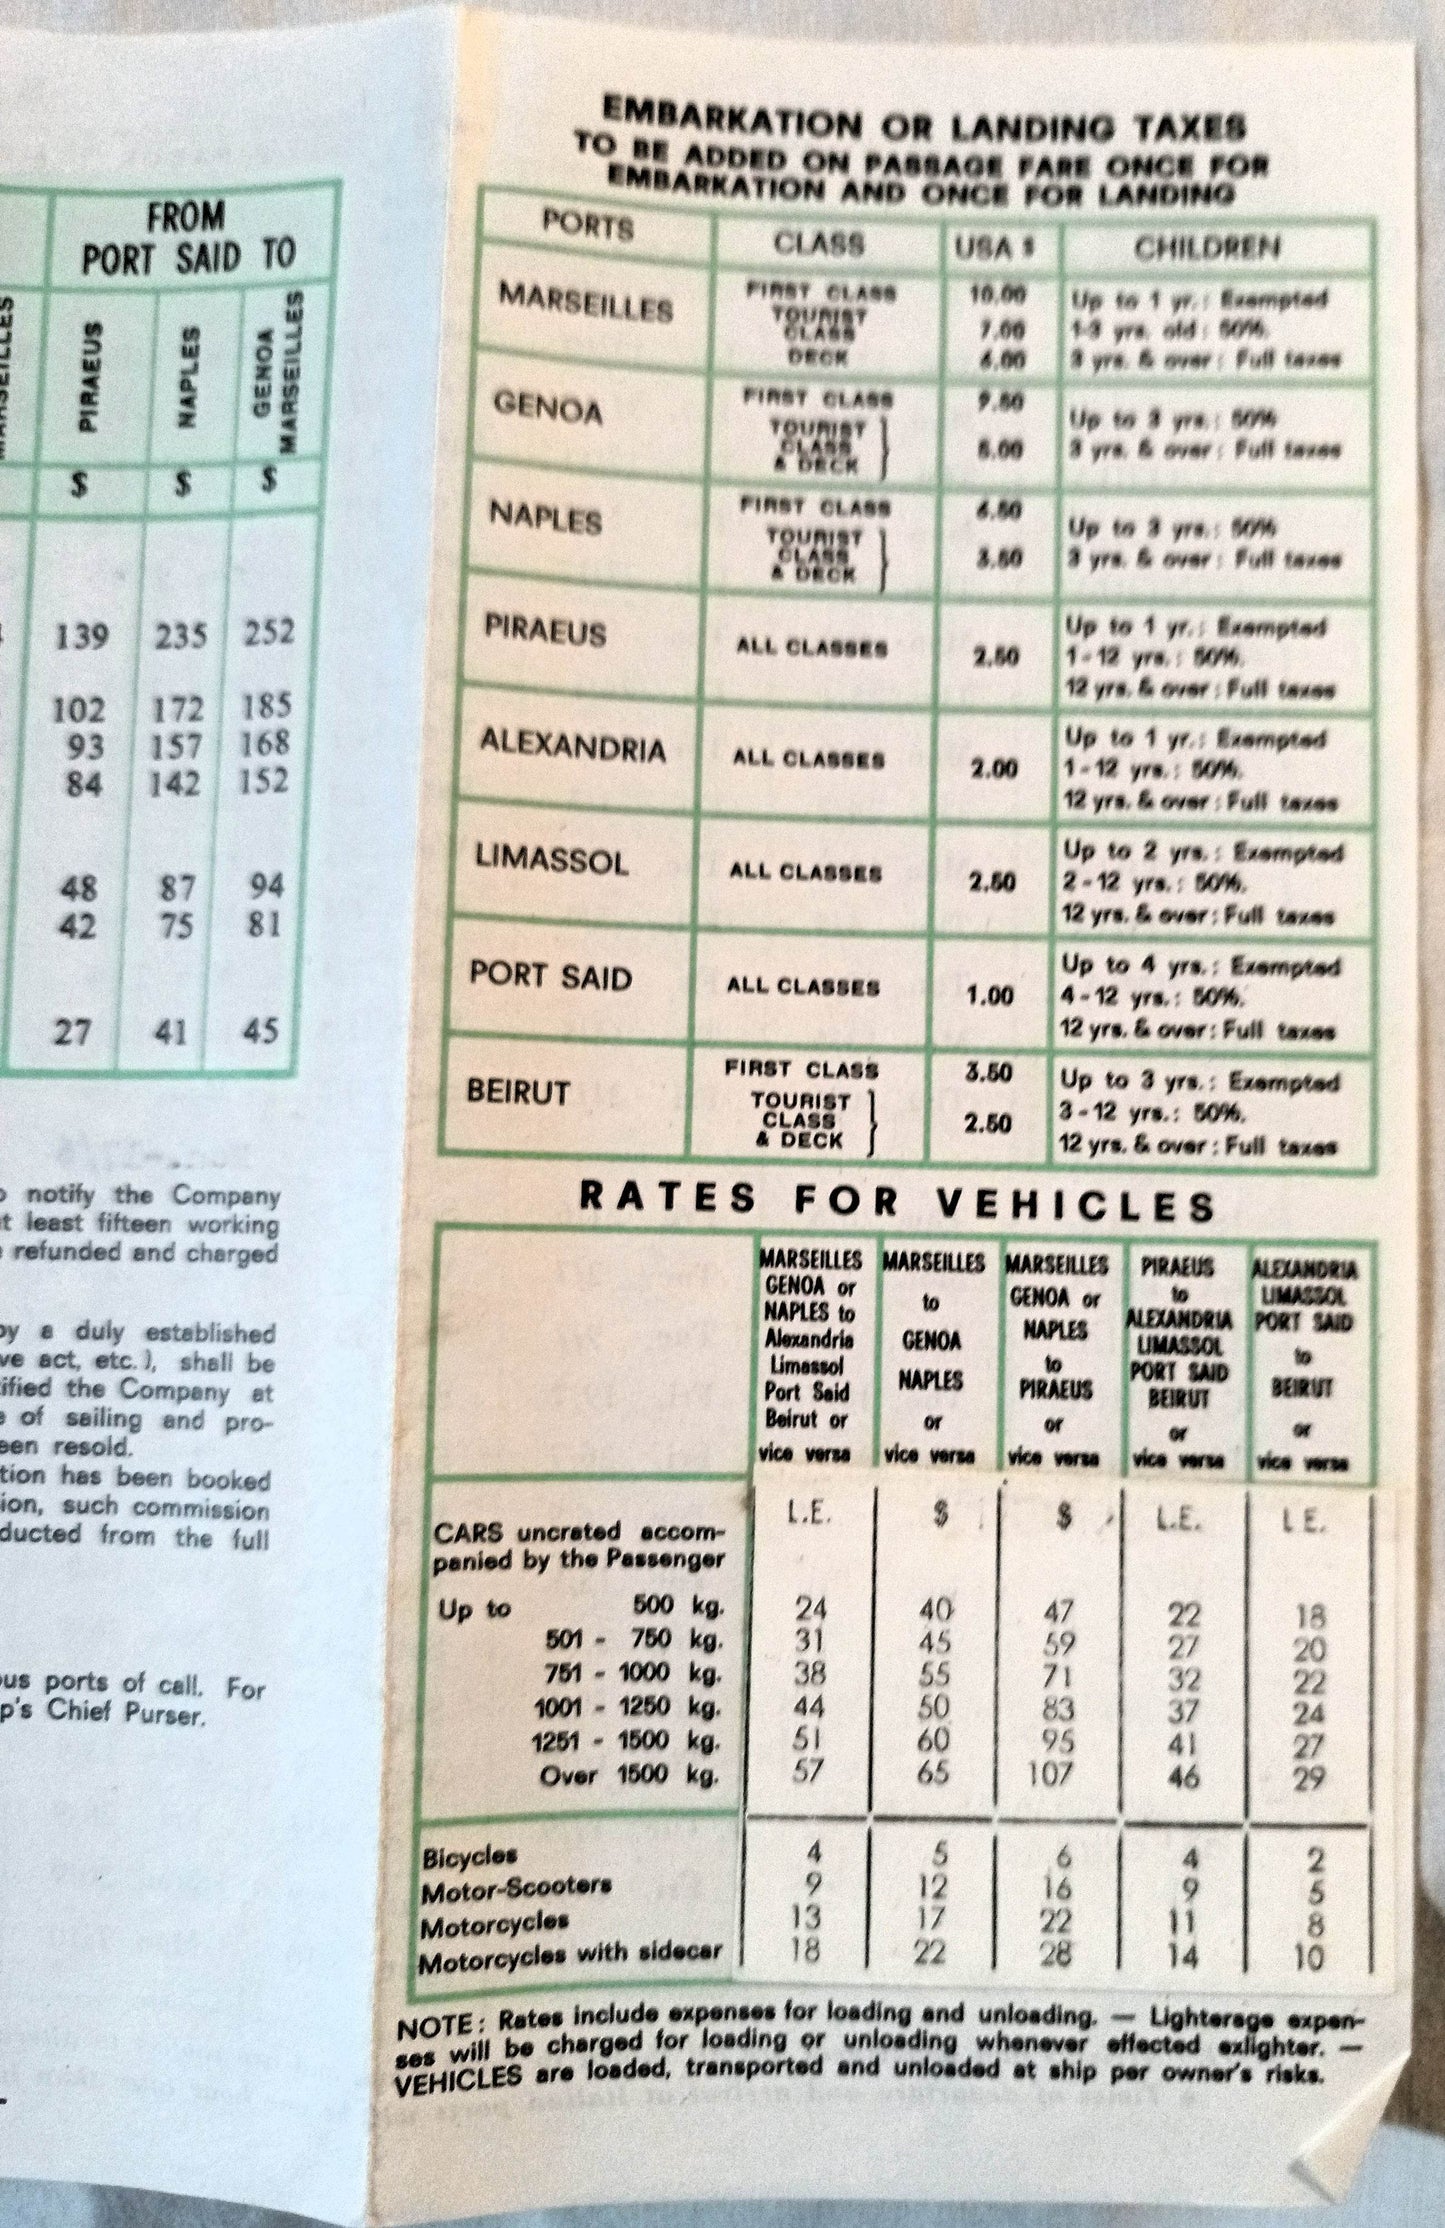 FROM
PORT SAID TO
MARSEILLES
PIRAEUS
NAPLES
GENOA
MARSEILLES
$ $ $
139 235 252
102 172 185
93 157 168
84 142 152
48 87 94
42 75 81
27 41 45
notify the Company
least fifteen working
refunded and charged
by a duly established
act, etc.), shall be
the Company at
of sailing and pro-
resold.
has been booked
such commission
from the full
ports of call. For
Chief Purser.
EMBARKATION OR LANDING TAXES
TO BE ADDED ON PASSAGE FARE ONCE FOR
EMBARKATION AND ONCE FOR LANDING
PORTS CLASS USA $ CHILDREN
MARSEILLES FIRST CLASS 10.00 Up to 1 yr.: Exempted
TOURIST
CLASS 7.00 1-3 yrs. old: 50%.
DECK 6.00 3 yrs. & over: Full taxes
GENOA FIRST CLASS 9.50 Up to 3 yrs.: 50%
TOURIST
CLASS
& DECK 5.00 3 yrs. & over: Full taxes
NAPLES FIRST CLASS 6.50 Up to 3 yrs.: 50%
TOURIST
CLASS
& DECK 3.50 3 yrs. & over: Full taxes
PIRAEUS ALL CLASSES 2.50 Up to 1 yr.: Exempted
1-12 yrs.: 50%.
12 yrs. & over: Full taxes
ALEXANDRIA ALL CLASSES 2.00 Up to 1 yr.: Exempted
1-12 yrs.: 50%.
12 yrs. & over: Full taxes
LIMASSOL ALL CLASSES 2.50 Up to 2 yrs.: Exempted
2-12 yrs.: 50%.
12 yrs. & over: Full taxes
PORT SAID ALL CLASSES 1.00 Up to 4 yrs.: Exempted
4-12 yrs.: 50%.
12 yrs. & over: Full taxes
BEIRUT FIRST CLASS 3.50 Up to 3 yrs.: Exempted
TOURIST
CLASS
& DECK 2.50 3-12 yrs.: 50%.
12 yrs. & over: Full taxes
RATES FOR VEHICLES
MARSEILLES
GENOA or
NAPLES to
Alexandria
Limassol
Port Said
Beirut or
vice versa
MARSEILLES
to
GENOA
NAPLES
or
vice versa
MARSEILLES
GENOA or
NAPLES
to
PIRAEUS
or
vice versa
PIRAEUS
to
ALEXANDRIA
LIMASSOL
PORT SAID
BEIRUT
or
vice versa
ALEXANDRIA
LIMASSOL
PORT SAID
to
BEIRUT
or
vice versa
L.E. $ $ L.E. L E.
CARS uncrated accom-
panied by the Passenger
Up to 500 kg. 24 40 47 22 18
501 - 750 kg. 31 45 59 27 20
751 - 1000 kg. 38 55 71 32 22
1001 - 1250 kg. 44 50 83 37 24
1251 - 1500 kg. 51 60 95 41 27
Over 1500 kg. 57 65 107 46 29
Bicycles 4 5 6 4 2
Motor-Scooters 9 12 16 9 5
Motorcycles 13 17 22 11 8
Motorcycles with sidecar 18 22 28 14 10
NOTE: Rates include expenses for loading and unloading. — Lighterage expen-
ses will be charged for loading or unloading whenever effected exlighter. —
VEHICLES are loaded, transported and unloaded at ship per owner's risks.